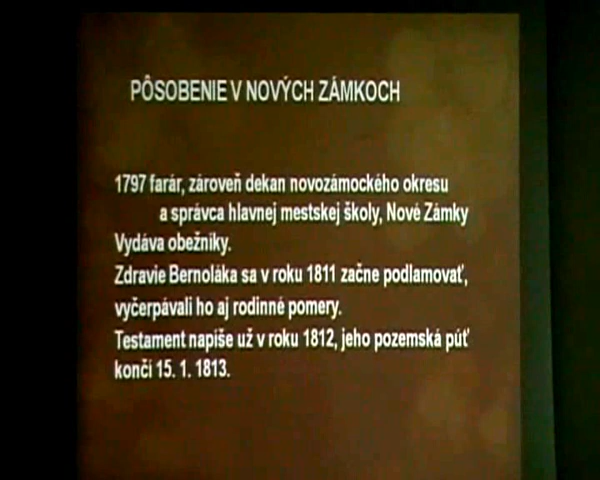 PÔSOBENIE V NOVÝCH ZÁMKOCH
1797 farár, zároveň dekan novozámockého okresu
a správca hlavnej mestskej školy, Nové Zámky
Vydáva obežníky.
Zdravie Bernoláka sa v roku 1811 začne podlamovať,
vyčerpávali ho aj rodinné pomery.
Testament napíše už v roku 1812, jeho pozemská púť
končí 15. 1. 1813.